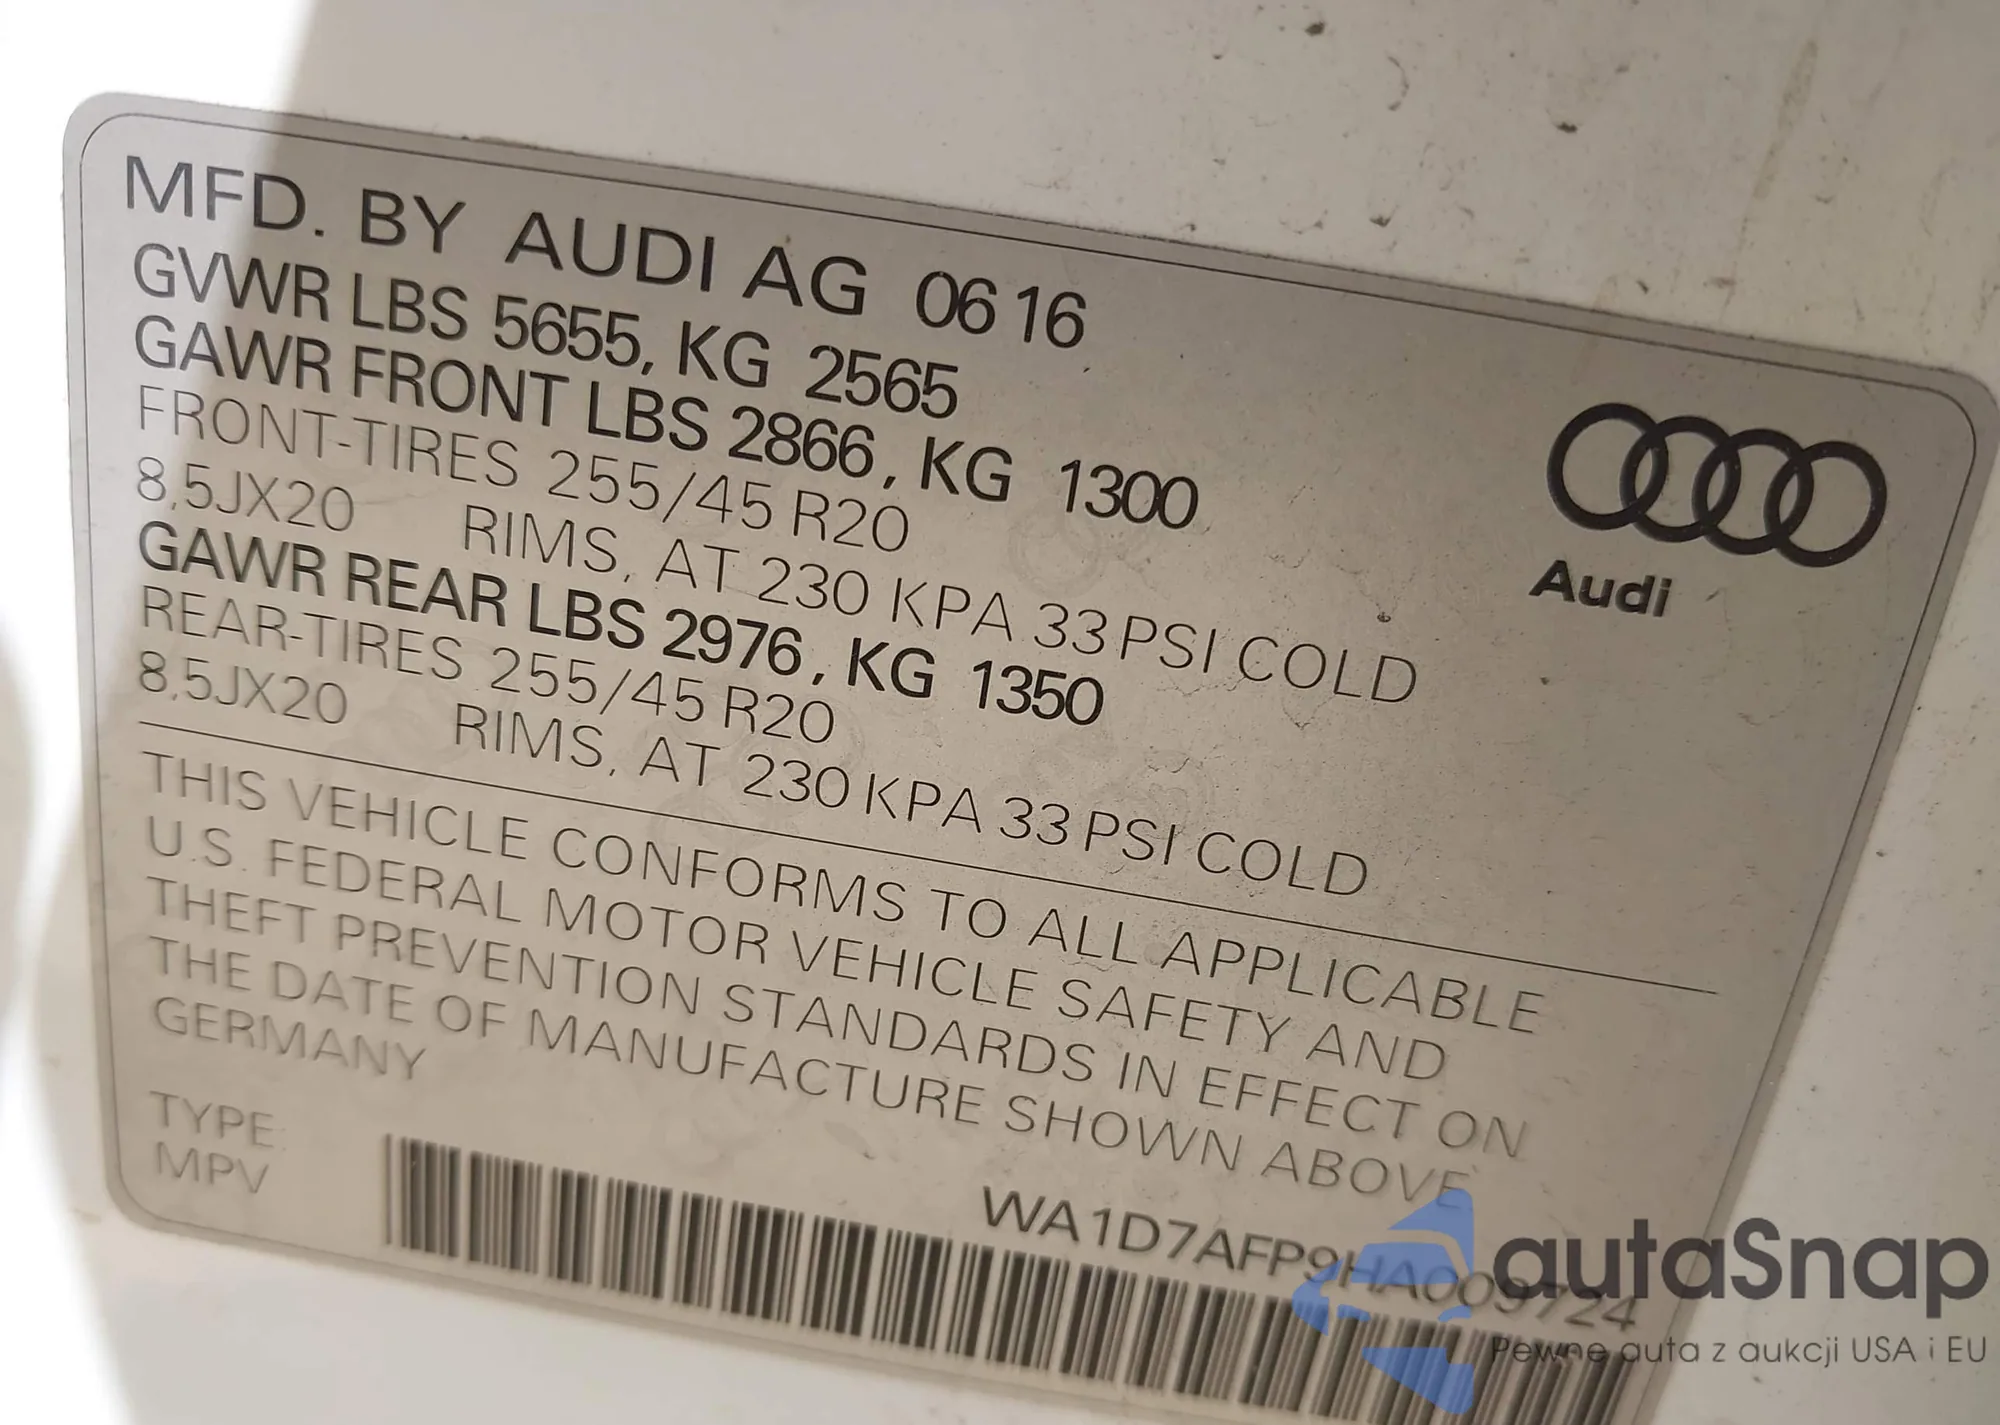 MFD. BY AUDI AG 06 16
GVWR LBS 5655, KG 2565
GAWR FRONT LBS 2866, KG 1300
FRONT-TIRES 255/45 R20
8,5JX20 RIMS, AT 230 KPA 33 PSI COLD
GAWR REAR LBS 2976, KG 1350
REAR-TIRES 255/45 R20
8,5JX20 RIMS, AT 230 KPA 33 PSI COLD
Audi
THIS VEHICLE CONFORMS TO ALL APPLICABLE
U.S. FEDERAL MOTOR VEHICLE SAFETY AND
THEFT PREVENTION STANDARDS IN EFFECT ON
THE DATE OF MANUFACTURE SHOWN ABOVE
GERMANY
TYPE:
MPV
WA1D7AFP9HA009724
autaSnap
Pewne auta z aukcji USA i EU